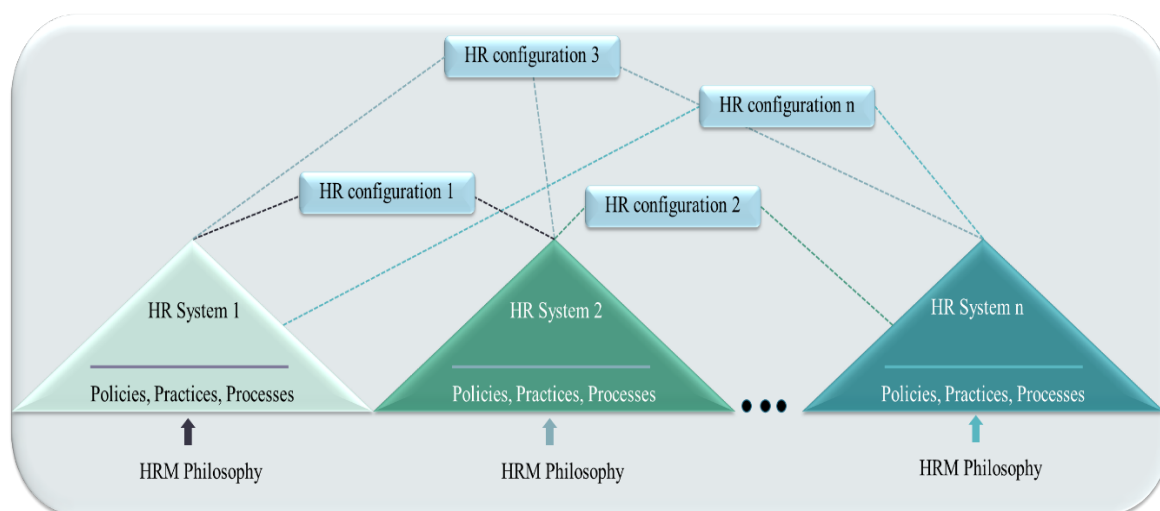 HR configuration 3
HR configuration n
HR configuration 1
HR configuration 2
HR System 1
HR System 2
HR System n
Policies, Practices, Processes
Policies, Practices, Processes
Policies, Practices, Processes
HRM Philosophy
HRM Philosophy
HRM Philosophy